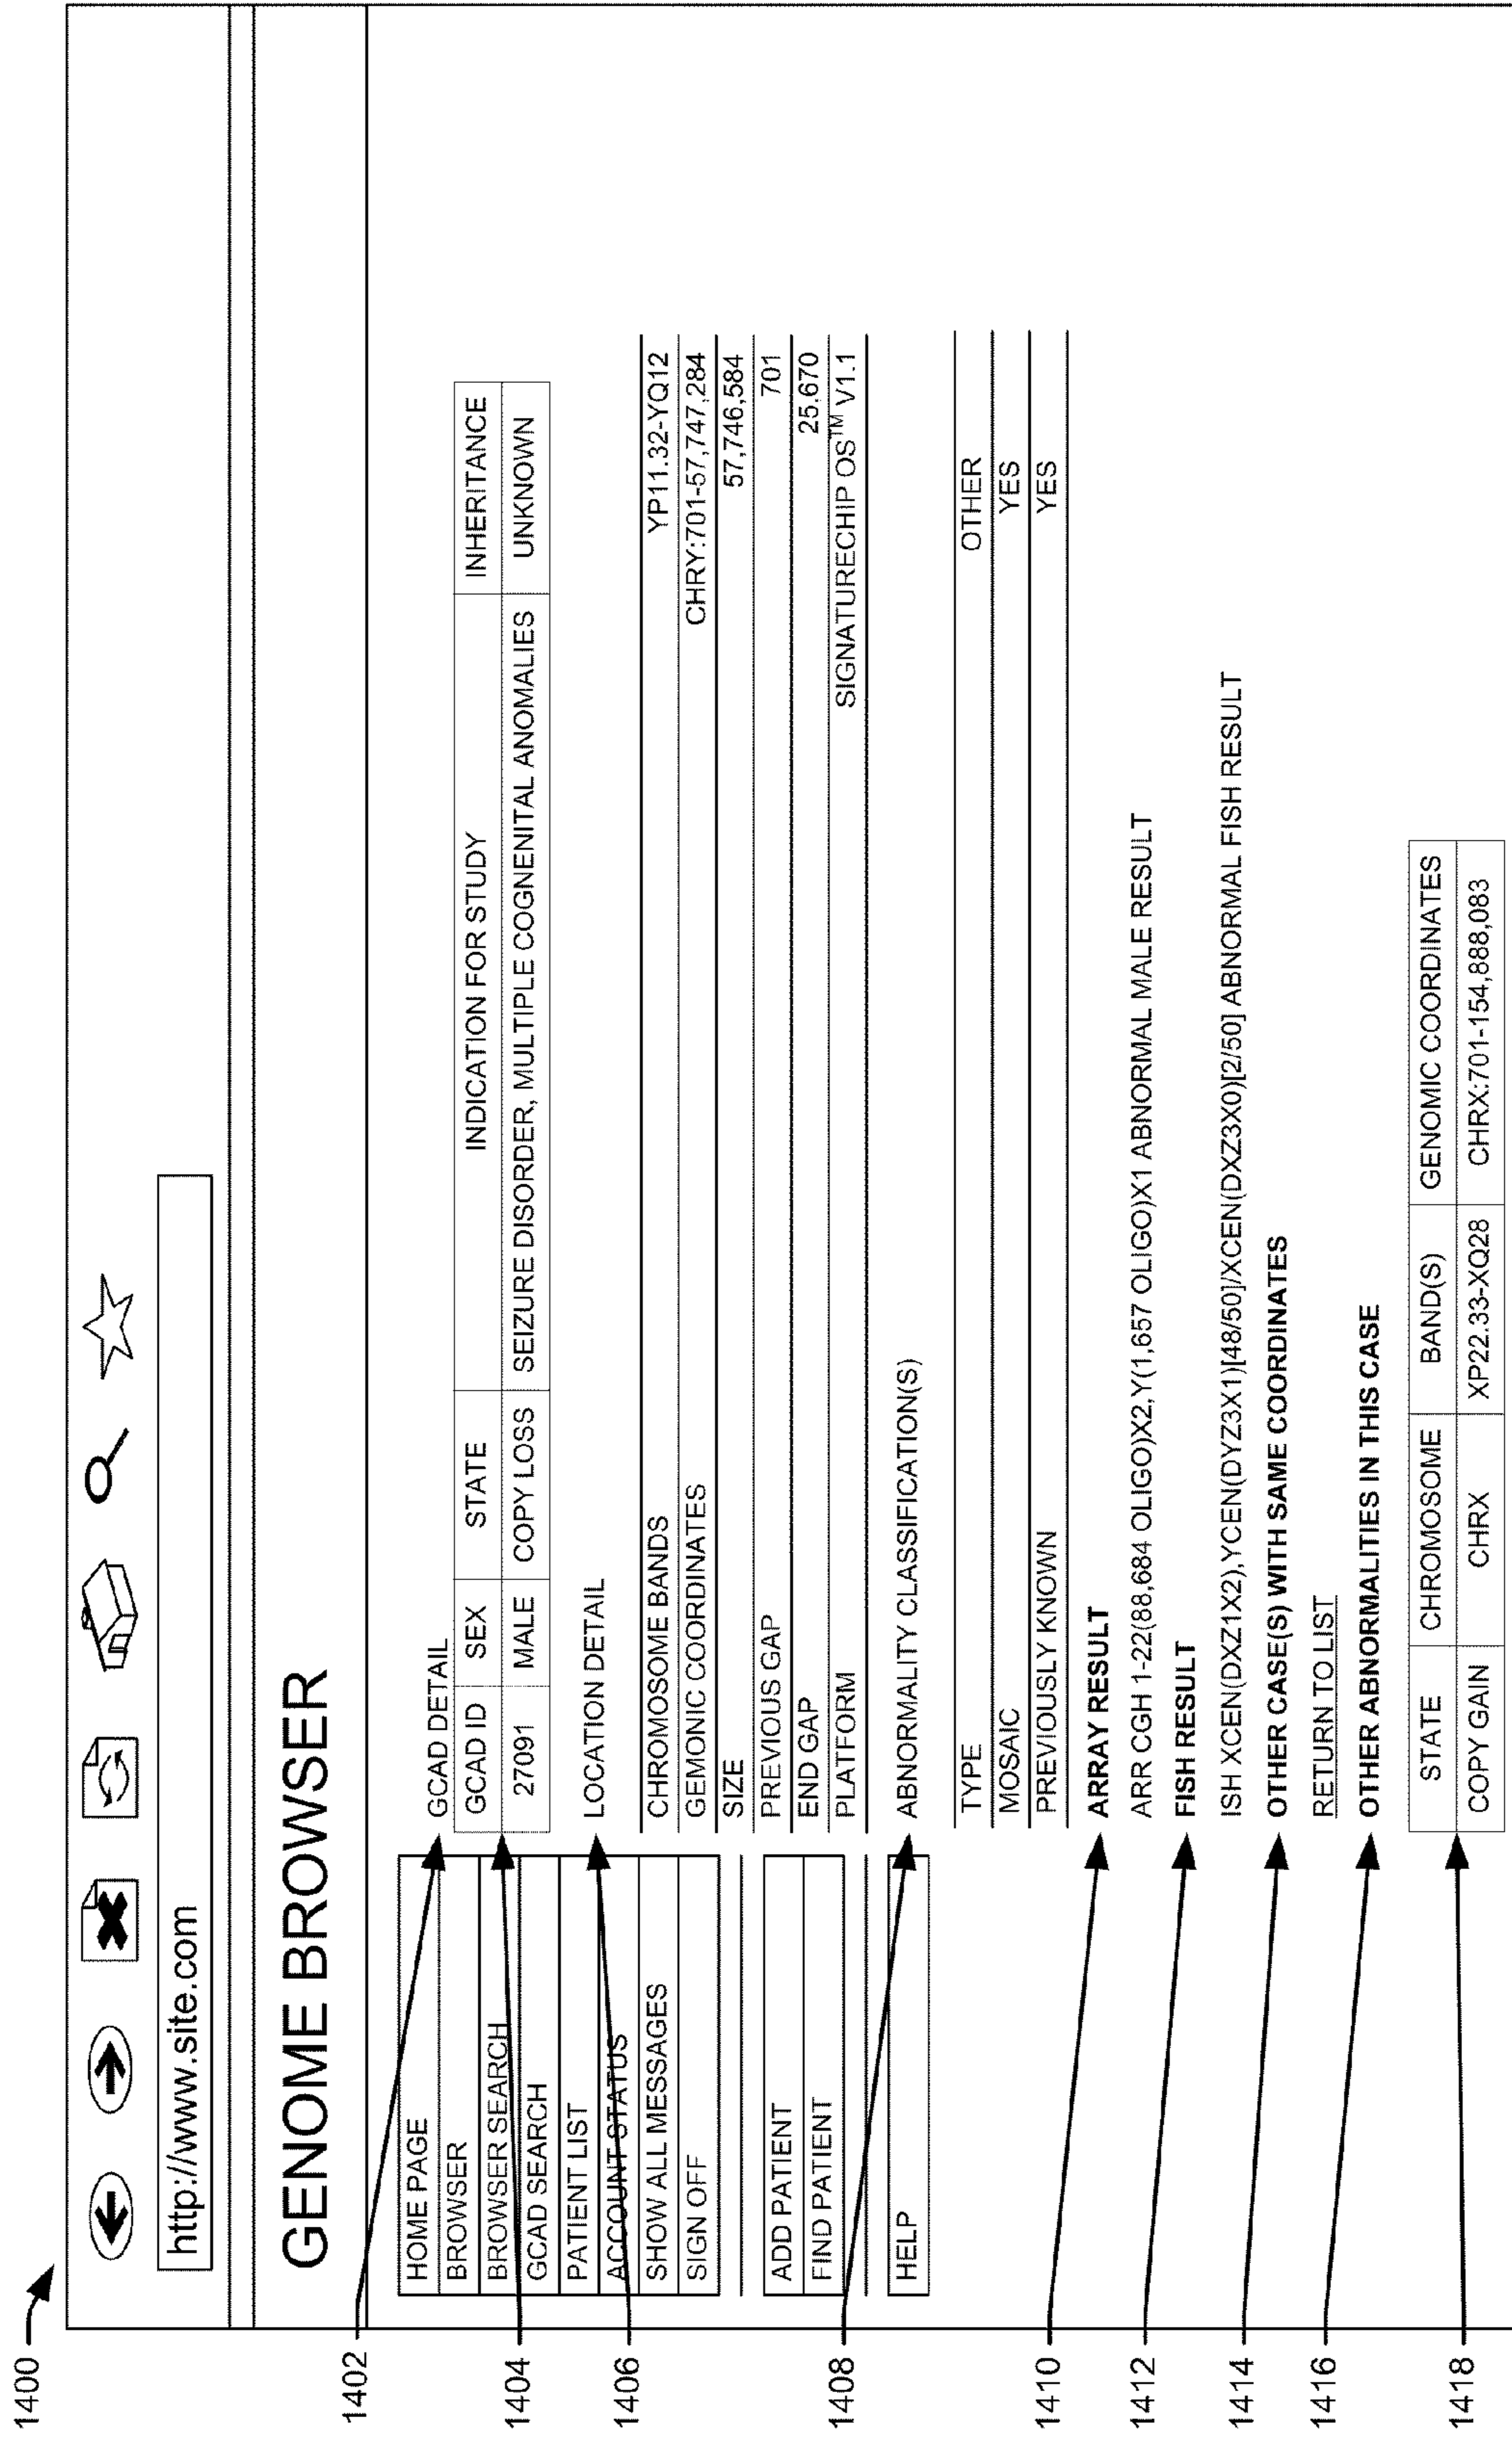 1400
http://www.site.com
GENOME BROWSER
1402
1404
1406
1408
1410
1412
1414
1416
1418
HOME PAGE
BROWSER
BROWSER SEARCH
GCAD SEARCH
PATIENT LIST
ACCOUNT STATUS
SHOW ALL MESSAGES
SIGN OFF
ADD PATIENT
FIND PATIENT
HELP
GCAD DETAIL
GCAD ID SEX STATE INDICATION FOR STUDY INHERITANCE
27091 MALE COPY LOSS SEIZURE DISORDER, MULTIPLE COGNENITAL ANOMALIES UNKNOWN
LOCATION DETAIL
CHROMOSOME BANDS YP11.32-YQ12
GEMONIC COORDINATES CHRY:701-57,747,284
SIZE 57,746,584
PREVIOUS GAP 701
END GAP 25,670
PLATFORM SIGNATURECHIP OS™ V1.1
ABNORMALITY CLASSIFICATION(S)
TYPE OTHER
MOSAIC YES
PREVIOUSLY KNOWN YES
ARRAY RESULT
ARR CGH 1-22(88,684 OLIGO)X2,Y(1,657 OLIGO)X1 ABNORMAL MALE RESULT
FISH RESULT
ISH XCEN(DXZ1X2),YCEN(DYZ3X1)[48/50]/XCEN(DXZ3X0)[2/50] ABNORMAL FISH RESULT
OTHER CASE(S) WITH SAME COORDINATES
RETURN TO LIST
OTHER ABNORMALITIES IN THIS CASE
STATE CHROMOSOME BAND(S) GENOMIC COORDINATES
COPY GAIN CHRX XP22.33-XQ28 CHRX:701-154,888,083